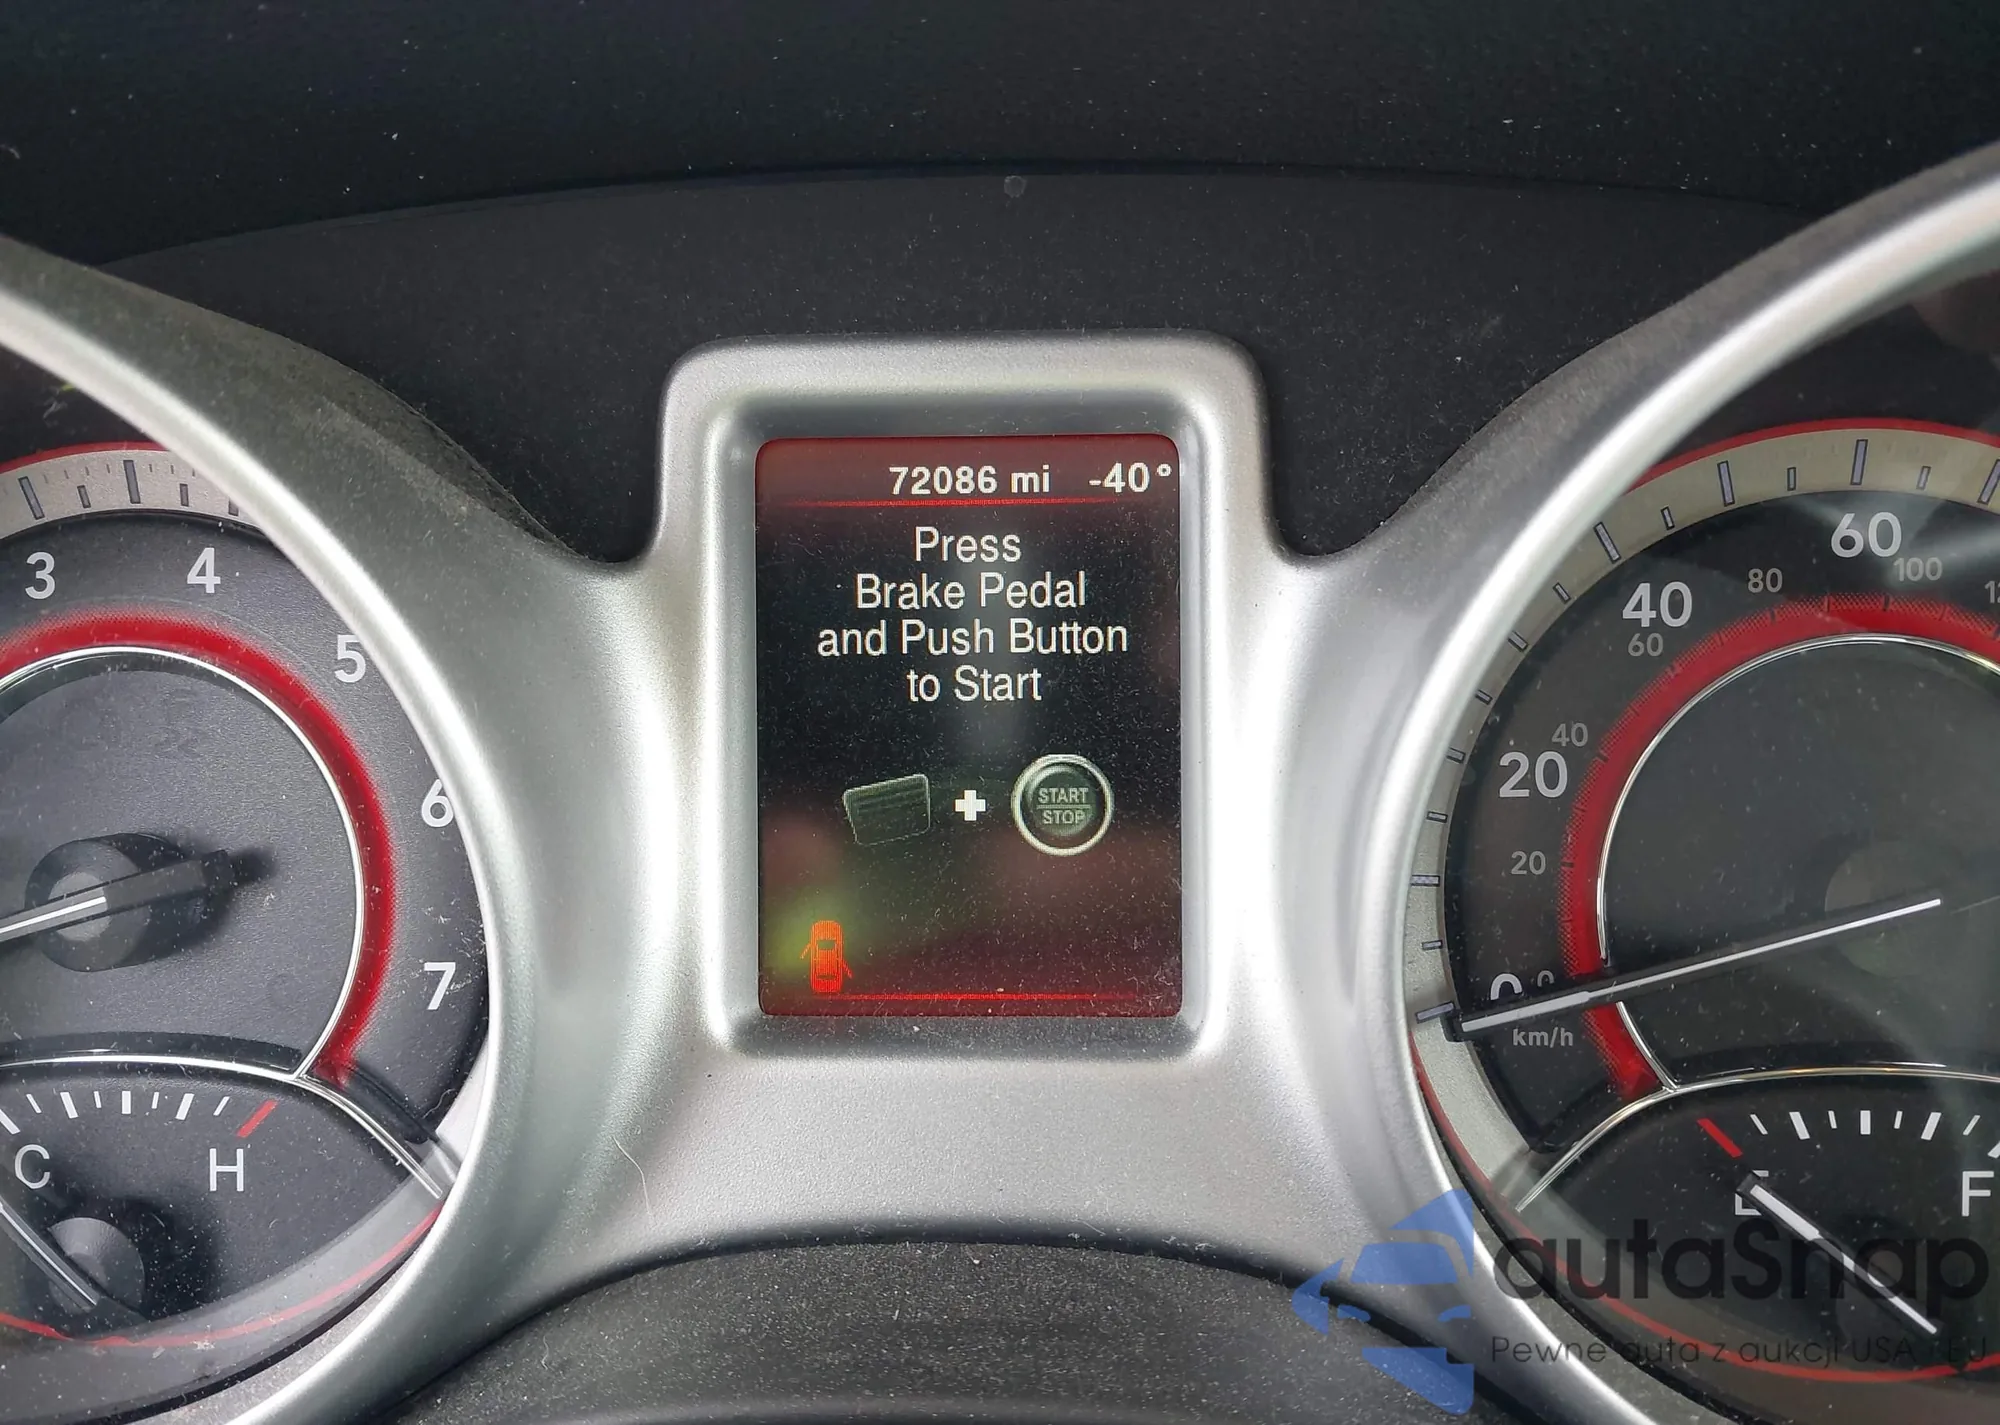 72086 mi -40°
Press
Brake Pedal
and Push Button
to Start
START
STOP
3
4
5
6
7
C
H
60
100
40
80
60
40
20
20
0
0
km/h
E
F
autaSnap
Pewne auta z aukcji USA i EU